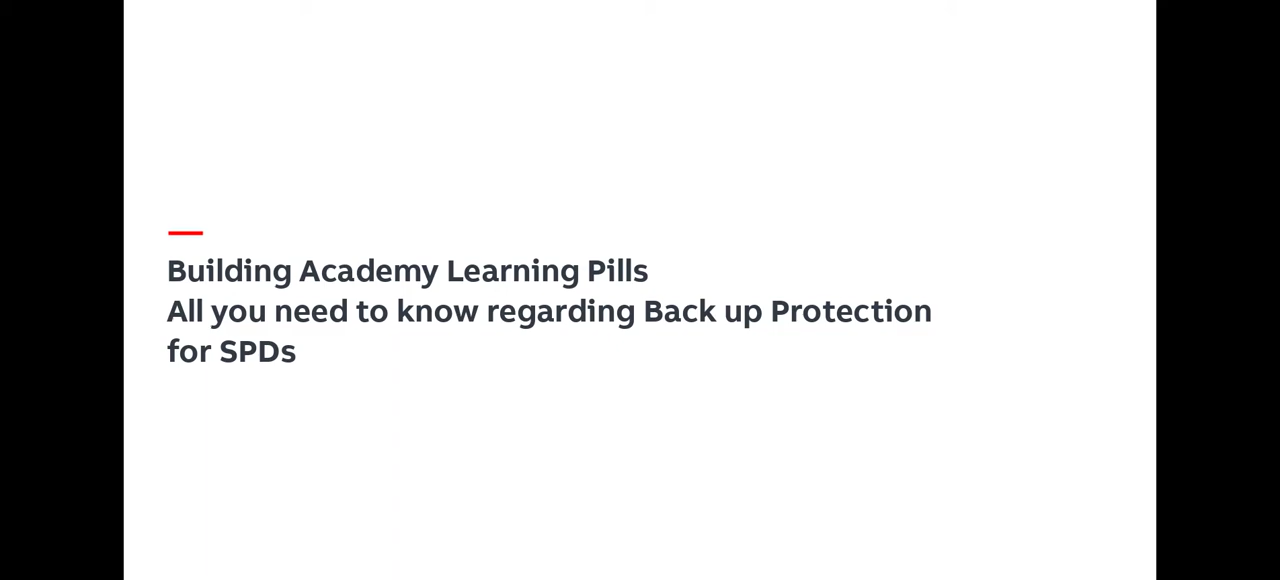 Building Academy Learning Pills
All you need to know regarding Back up Protection
for SPDs